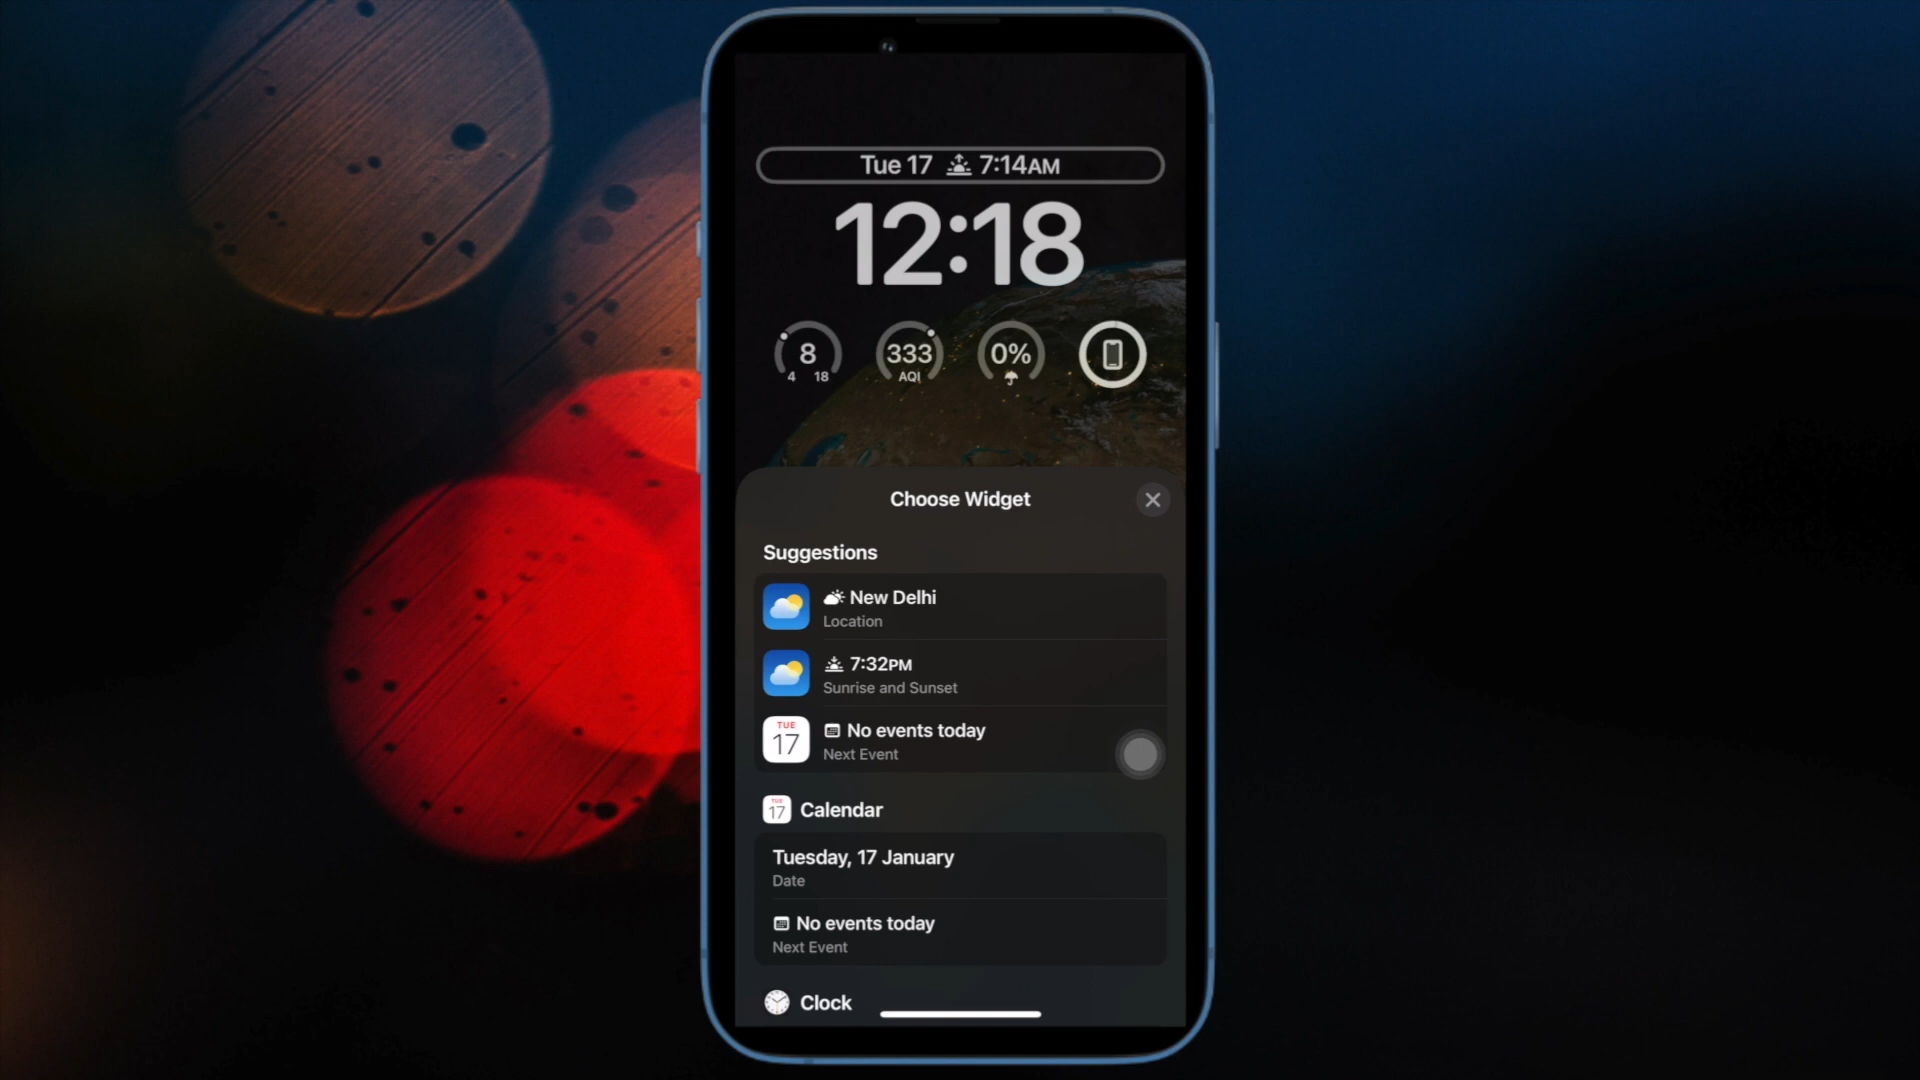 Tue 17 7:14AM
12:18
8
4 18
333
AQI
0%
Choose Widget
Suggestions
New Delhi
Location
7:32PM
Sunrise and Sunset
TUE
17
No events today
Next Event
TUE
17
Calendar
Tuesday, 17 January
Date
No events today
Next Event
Clock